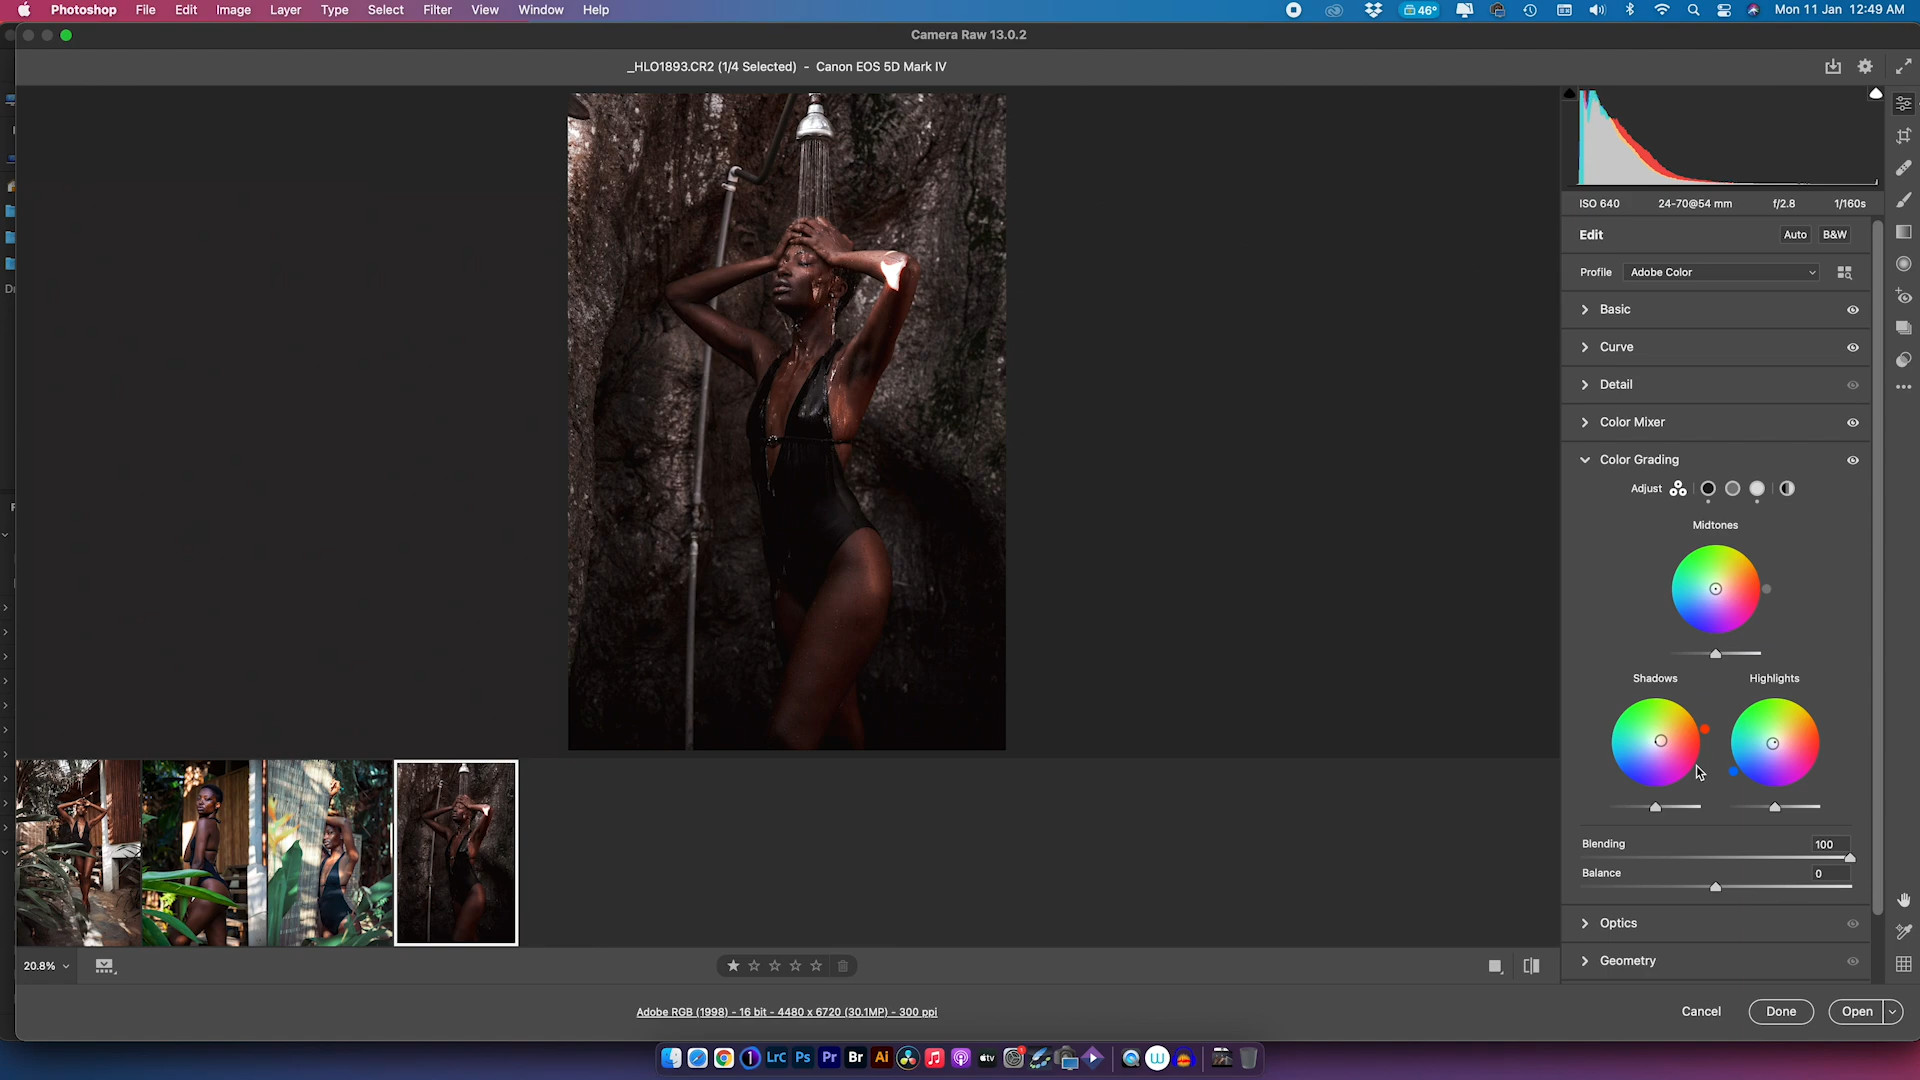 Photoshop File Edit Image Layer Type Select Filter View Window Help 46° Mon 11 Jan 12:49 AM
Camera Raw 13.0.2
_HLO1893.CR2 (1/4 Selected) - Canon EOS 5D Mark IV
ISO 640 24-70@54 mm f/2.8 1/160s
Edit Auto B&W
Profile Adobe Color
Basic
Curve
Detail
Color Mixer
Color Grading
Adjust
Midtones
Shadows Highlights
Blending 100
Balance 0
Optics
Geometry
20.8%
Adobe RGB (1998) - 16 bit - 4480 x 6720 (30.1MP) - 300 ppi
Cancel Done Open
LrC Ps Pr Br Ai tv